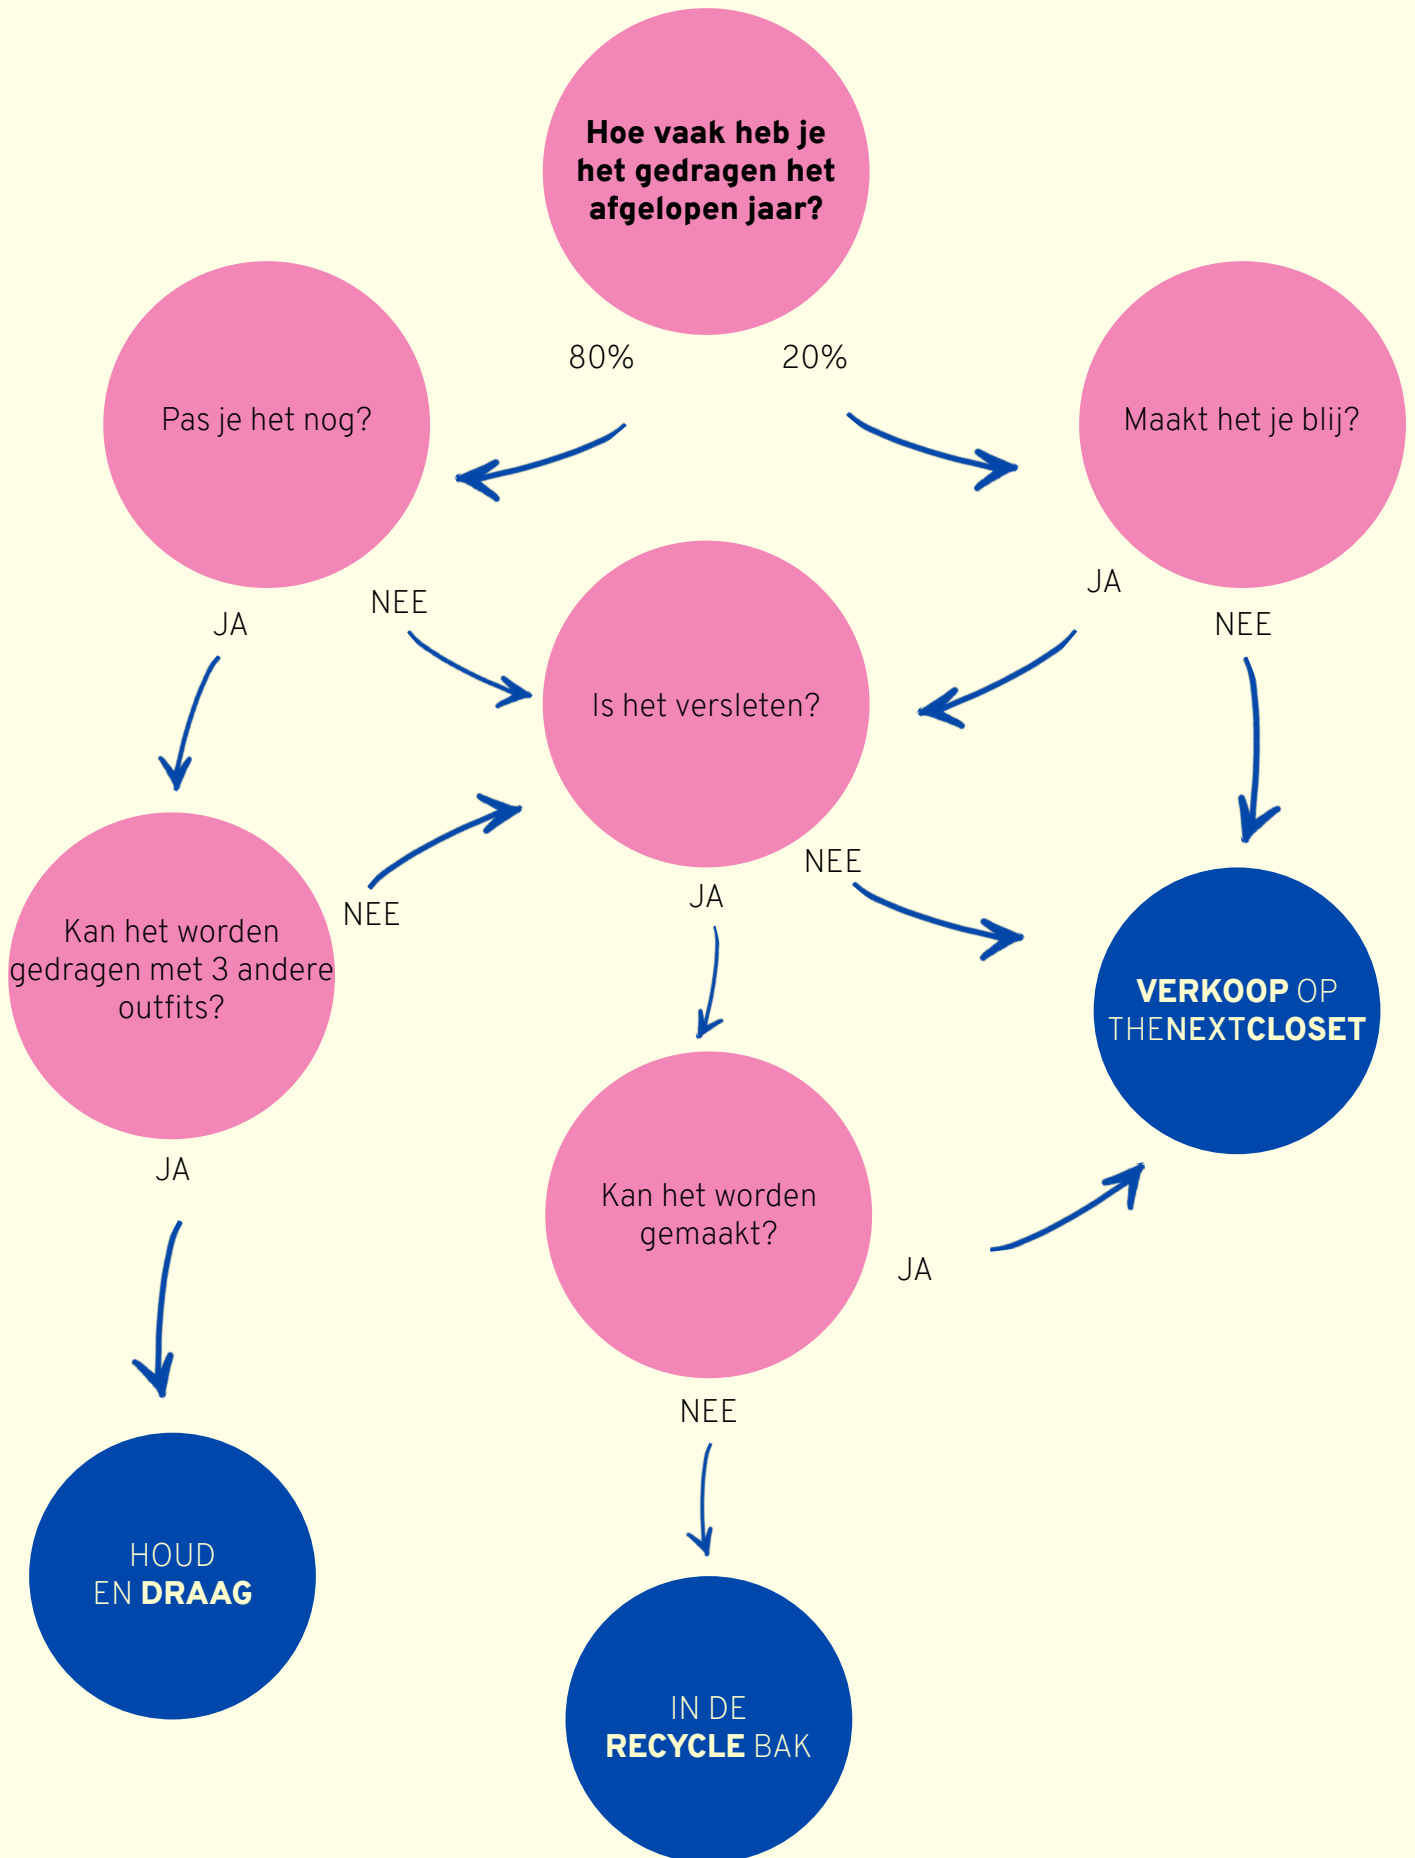 Hoe vaak heb je
het gedragen het
afgelopen jaar?
80%
20%
Pas je het nog?
Maakt het je blij?
JA
NEE
JA
NEE
Is het versleten?
NEE
JA
NEE
Kan het worden
gedragen met 3 andere
outfits?
VERKOOP OP
THENEXTCLOSET
JA
Kan het worden
gemaakt?
JA
NEE
HOUD
EN DRAAG
IN DE
RECYCLE BAK